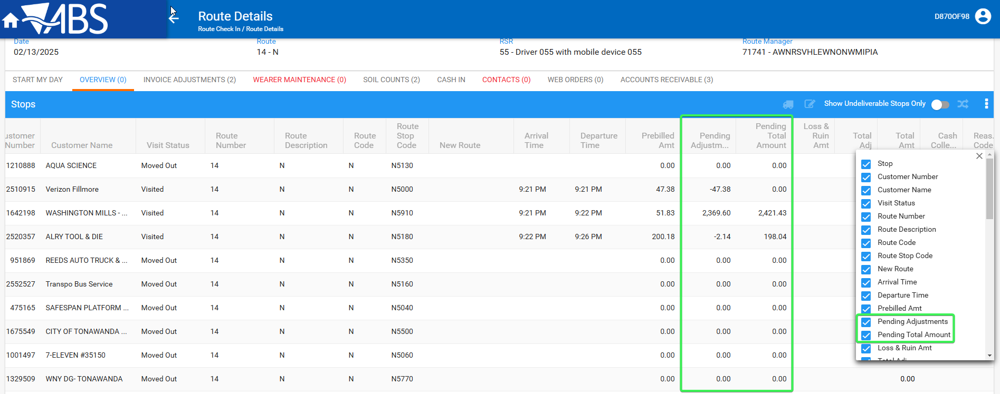 ABS
Route Details
Route Check In / Route Details
D870OF98
Date
02/13/2025
Route
14 - N
RSR
55 - Driver 055 with mobile device 055
Route Manager
71741 - AWNRSVHLEWNONWMIPIA
START MY DAY OVERVIEW (0) INVOICE ADJUSTMENTS (2) WEARER MAINTENANCE (0) SOIL COUNTS (2) CASH IN CONTACTS (0) WEB ORDERS (0) ACCOUNTS RECEIVABLE (3)
Stops
Show Undeliverable Stops Only
ustomer
Number
Customer Name
Visit Status
Route
Number
Route
Description
Route
Code
Route
Stop
Code
New Route
Arrival
Time
Departure
Time
Prebilled
Amt
Pending
Adjustm...
Pending
Total
Amount
Loss &
Ruin
Amt
Total
Adj
Total
Amt
Cash
Colle...
Reas.
Code
1210888 AQUA SCIENCE Moved Out 14 N N N5130 0.00 0.00 0.00
2510915 Verizon Fillmore Visited 14 N N N5000 9:21 PM 9:21 PM 47.38 -47.38 0.00
1642198 WASHINGTON MILLS - ... Visited 14 N N N5910 9:21 PM 9:22 PM 51.83 2,369.60 2,421.43
2520357 ALRY TOOL & DIE Visited 14 N N N5180 9:22 PM 9:26 PM 200.18 -2.14 198.04
951869 REEDS AUTO TRUCK & ... Moved Out 14 N N N5350 0.00 0.00 0.00
2552527 Transpo Bus Service Moved Out 14 N N N5160 0.00 0.00 0.00
475165 SAFESPAN PLATFORM ... Moved Out 14 N N N5040 0.00 0.00 0.00
1675549 CITY OF TONAWANDA ... Moved Out 14 N N N5500 0.00 0.00 0.00
1001497 7-ELEVEN #35150 Moved Out 14 N N N5060 0.00 0.00 0.00
1329509 WNY DG- TONAWANDA Moved Out 14 N N N5770 0.00 0.00 0.00 0.00
Stop
Customer Number
Customer Name
Visit Status
Route Number
Route Description
Route Code
Route Stop Code
New Route
Arrival Time
Departure Time
Prebilled Amt
Pending Adjustments
Pending Total Amount
Loss & Ruin Amt
Total Adj